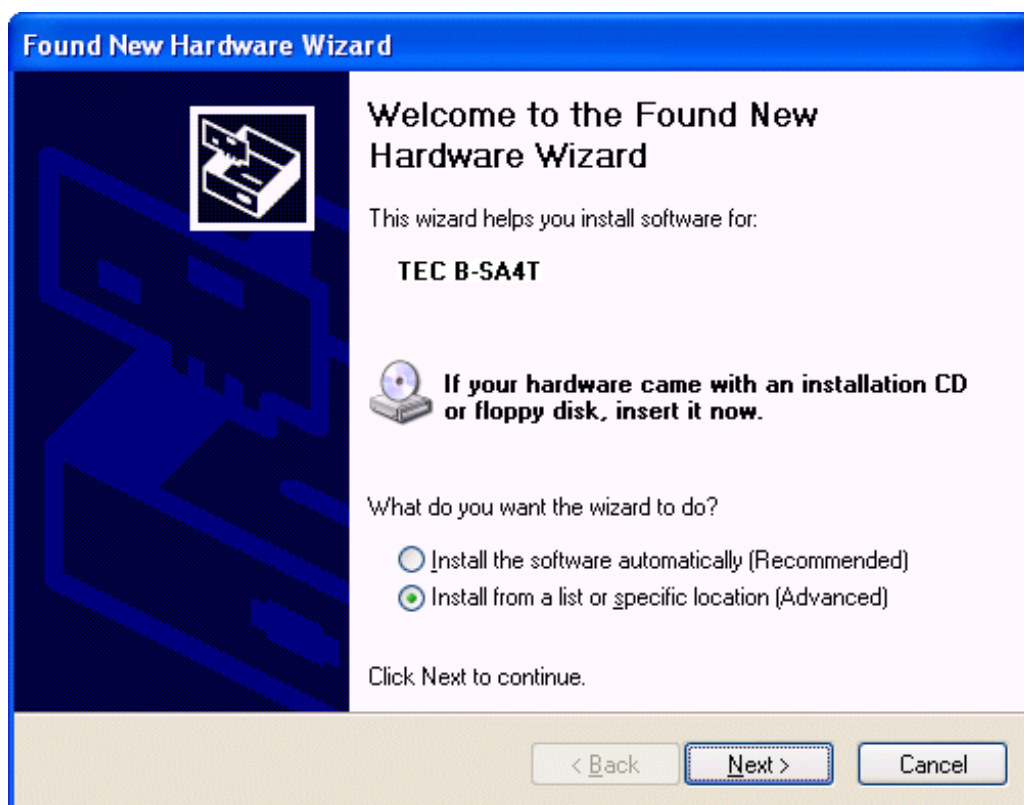 Found New Hardware Wizard
Welcome to the Found New
Hardware Wizard
This wizard helps you install software for:
TEC B-SA4T
If your hardware came with an installation CD
or floppy disk, insert it now.
What do you want the wizard to do?
Install the software automatically (Recommended)
Install from a list or specific location (Advanced)
Click Next to continue.
< Back
Next >
Cancel